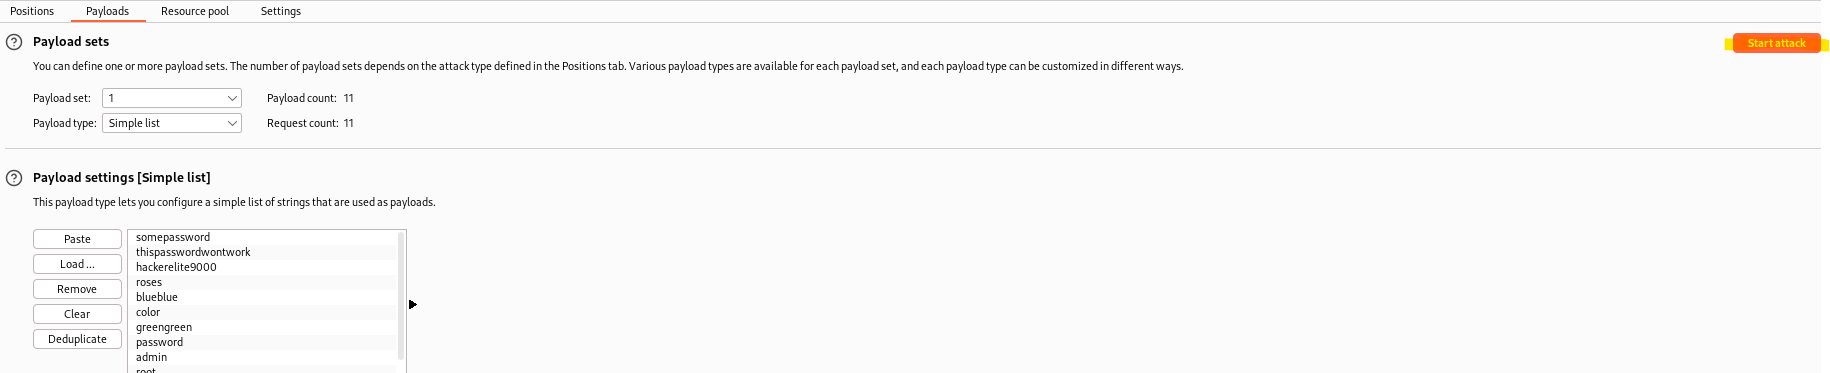 Positions Payloads Resource pool Settings
Payload sets
Start attack
You can define one or more payload sets. The number of payload sets depends on the attack type defined in the Positions tab. Various payload types are available for each payload set, and each payload type can be customized in different ways.
Payload set: 1 Payload count: 11
Payload type: Simple list Request count: 11
Payload settings [Simple list]
This payload type lets you configure a simple list of strings that are used as payloads.
Paste
Load ...
Remove
Clear
Deduplicate
somepassword
thispasswordwontwork
hackerelite9000
roses
blueblue
color
greengreen
password
admin
root